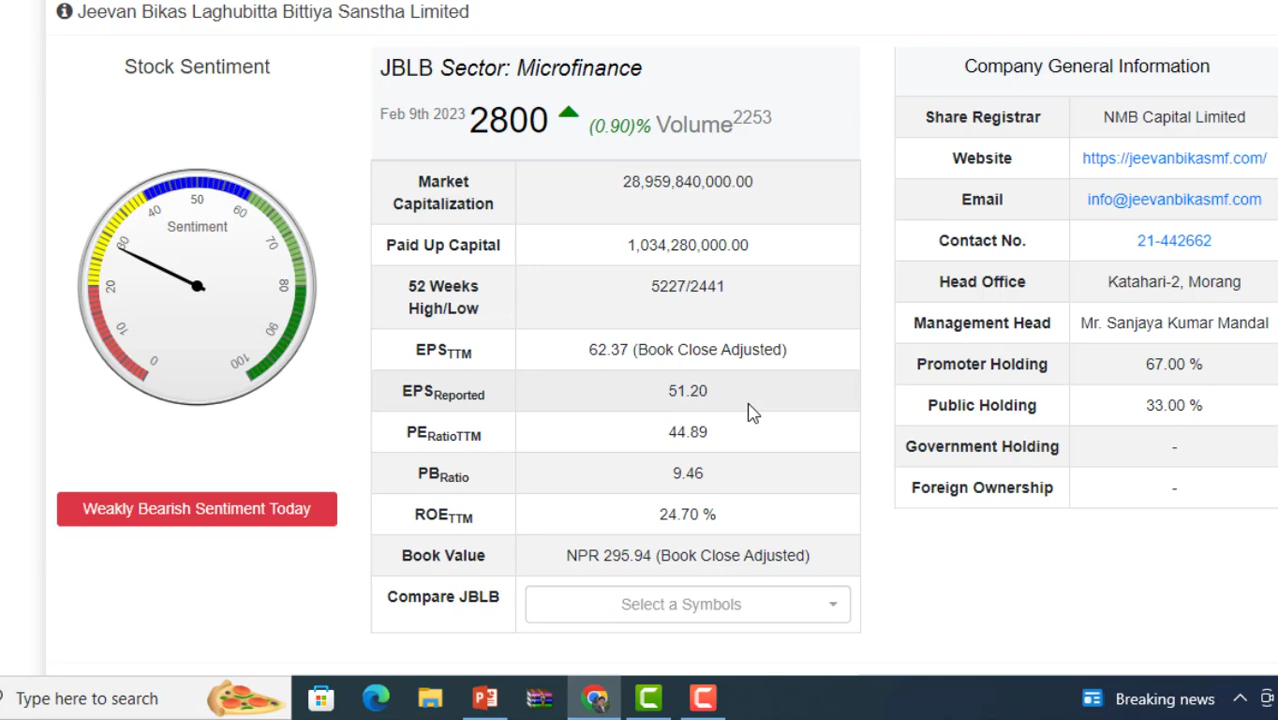 Jeevan Bikas Laghubitta Bittiya Sanstha Limited
Stock Sentiment
0
10
20
30
40
50
60
70
80
90
100
Sentiment
Weakly Bearish Sentiment Today
JBLB Sector: Microfinance
Feb 9th 2023 2800 (0.90)% Volume2253
Market Capitalization 28,959,840,000.00
Paid Up Capital 1,034,280,000.00
52 Weeks High/Low 5227/2441
EPSTTM 62.37 (Book Close Adjusted)
EPSReported 51.20
PERatioTTM 44.89
PBRatio 9.46
ROETTM 24.70 %
Book Value NPR 295.94 (Book Close Adjusted)
Compare JBLB Select a Symbols
Company General Information
Share Registrar NMB Capital Limited
Website https://jeevanbikasmf.com/
Email info@jeevanbikasmf.com
Contact No. 21-442662
Head Office Katahari-2, Morang
Management Head Mr. Sanjaya Kumar Mandal
Promoter Holding 67.00 %
Public Holding 33.00 %
Government Holding -
Foreign Ownership -
Type here to search
Breaking news